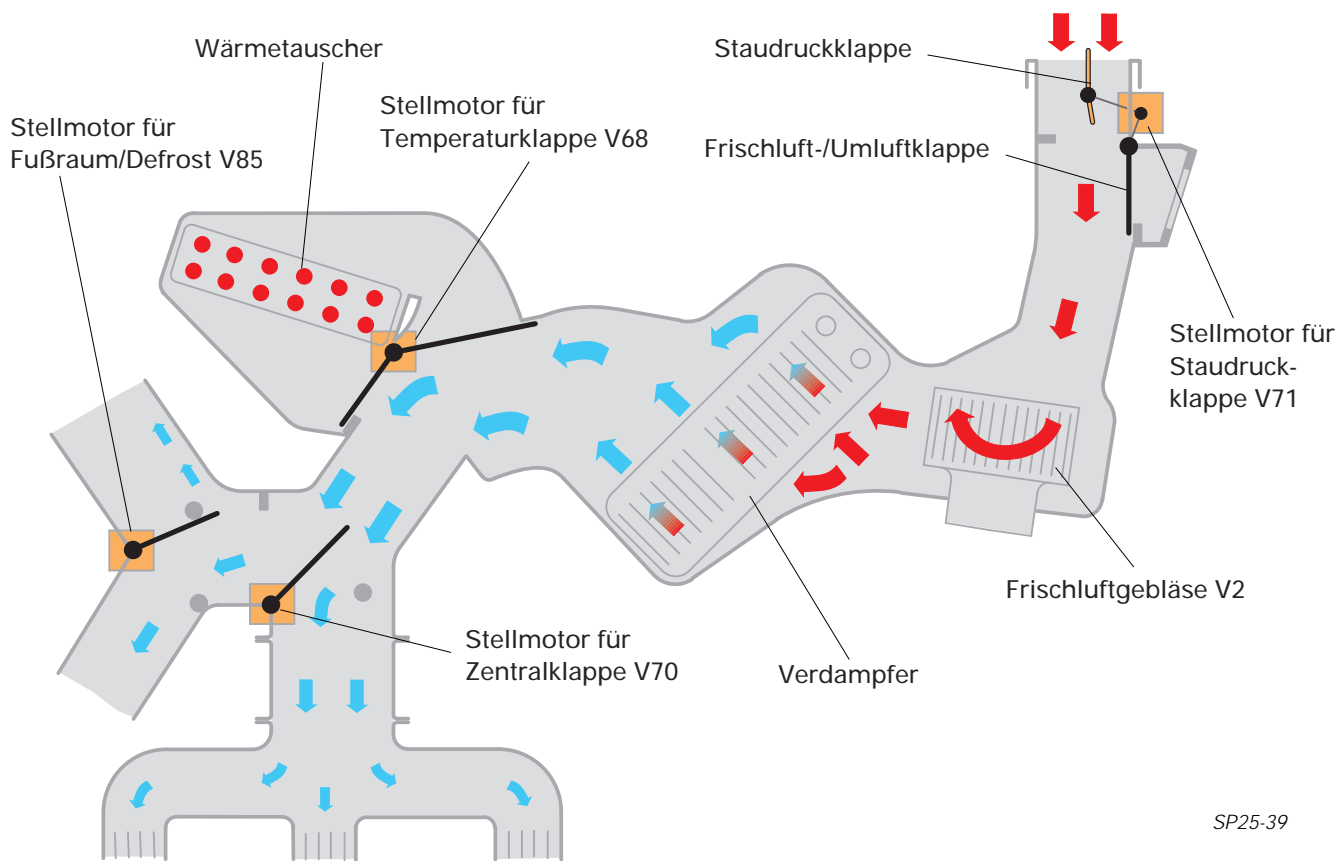 Wärmetauscher
Stellmotor für
Temperaturklappe V68
Stellmotor für
Fußraum/Defrost V85
Staudruckklappe
Frischluft-/Umluftklappe
Stellmotor für
Staudruck-
klappe V71
Frischluftgebläse V2
Verdampfer
Stellmotor für
Zentralklappe V70
SP25-39